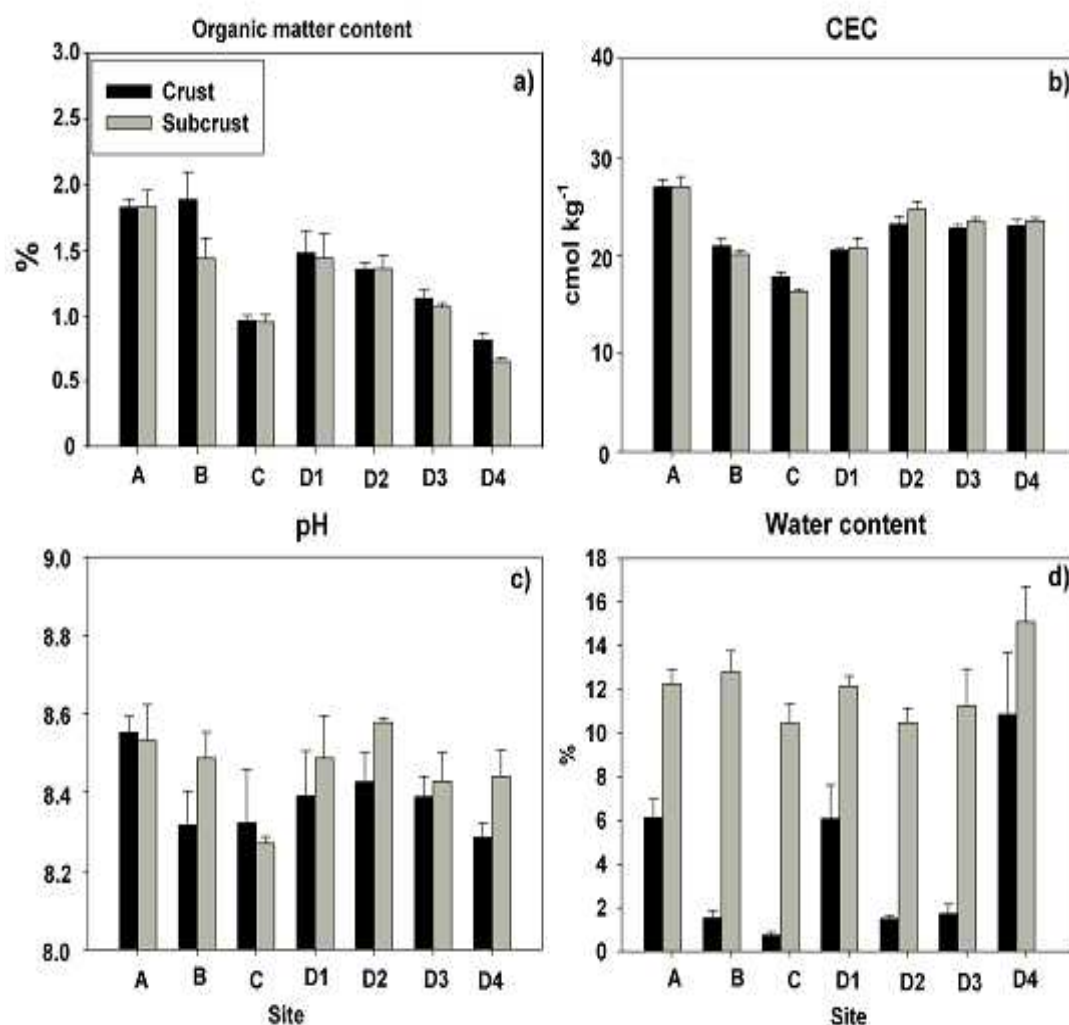 Organic matter content
3.0
2.5
2.0
1.5
1.0
0.5
0
%
Crust
Subcrust
a)
A B C D1 D2 D3 D4
CEC
40
30
20
10
0
cmol kg⁻¹
b)
A B C D1 D2 D3 D4
pH
9.0
8.8
8.6
8.4
8.2
8.0
c)
A B C D1 D2 D3 D4
Site
Water content
18
16
14
12
10
8
6
4
2
0
%
d)
A B C D1 D2 D3 D4
Site